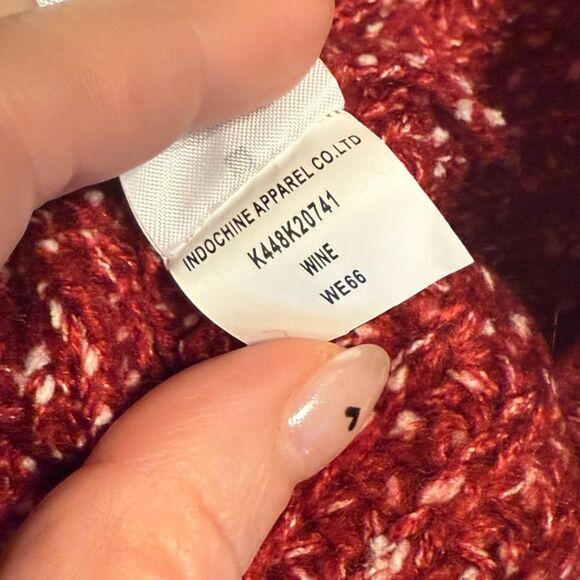 INDOCHINE APPAREL CO.LTD
K448K20741
WINE
WE66